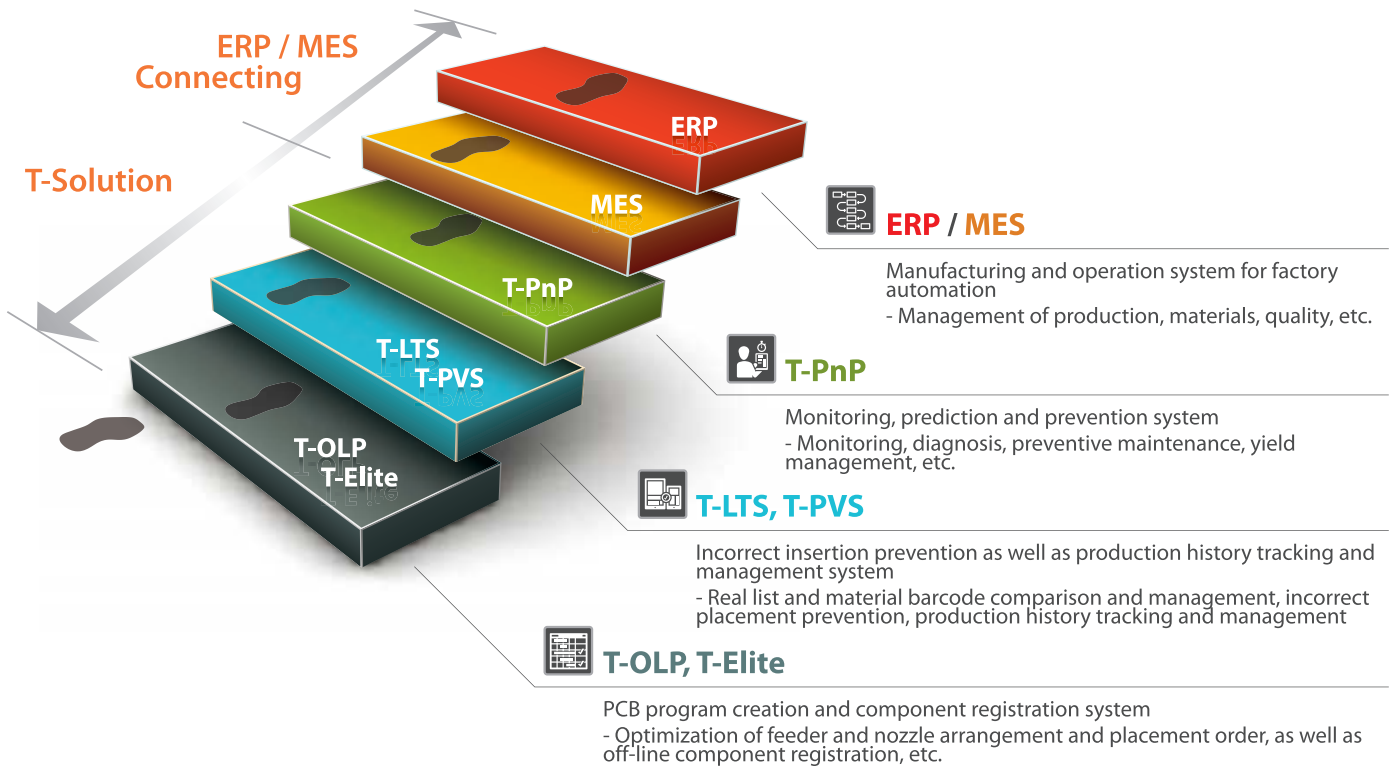 ERP / MES
Connecting
T-Solution
ERP
MES
T-PnP
T-LTS
T-PVS
T-OLP
T-Elite
ERP / MES
Manufacturing and operation system for factory
automation
- Management of production, materials, quality, etc.
T-PnP
Monitoring, prediction and prevention system
- Monitoring, diagnosis, preventive maintenance, yield
management, etc.
T-LTS, T-PVS
Incorrect insertion prevention as well as production history tracking and
management system
- Real list and material barcode comparison and management, incorrect
placement prevention, production history tracking and management
T-OLP, T-Elite
PCB program creation and component registration system
- Optimization of feeder and nozzle arrangement and placement order, as well as
off-line component registration, etc.